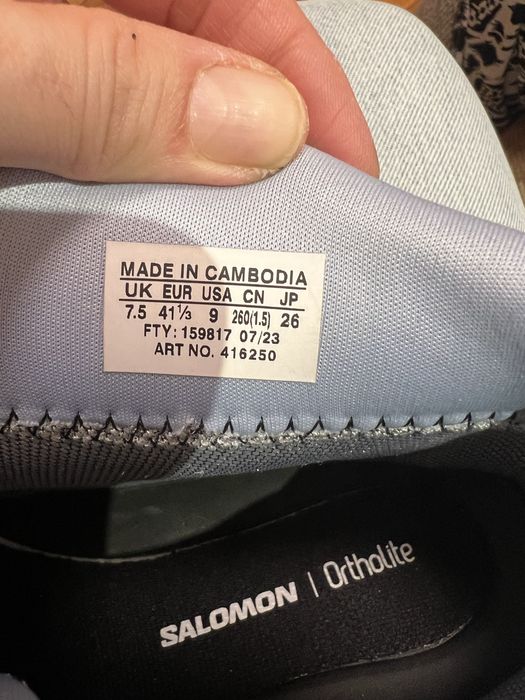 MADE IN CAMBODIA
UK EUR USA CN JP
7.5 41⅓ 9 260(1.5) 26
FTY: 159817 07/23
ART NO. 416250
SALOMON | Ortholite